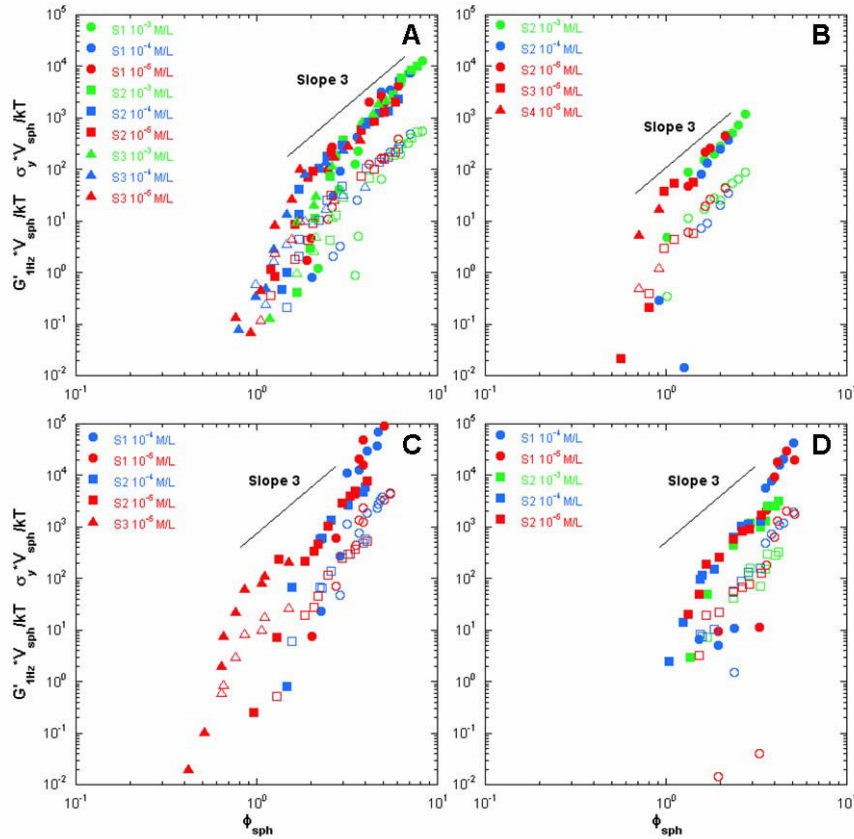 A
S1 10⁻³ M/L
S1 10⁻⁴ M/L
S1 10⁻⁵ M/L
S2 10⁻³ M/L
S2 10⁻⁴ M/L
S2 10⁻⁵ M/L
S3 10⁻³ M/L
S3 10⁻⁴ M/L
S3 10⁻⁵ M/L
Slope 3
10⁵
10⁴
10³
10²
10¹
10⁰
10⁻¹
10⁻²
10⁻¹ 10⁰ 10¹
G'₁Hz*Vsph/kT σy*Vsph/kT
B
S2 10⁻³ M/L
S2 10⁻⁴ M/L
S2 10⁻⁵ M/L
S3 10⁻⁵ M/L
S4 10⁻⁵ M/L
Slope 3
10⁵
10⁴
10³
10²
10¹
10⁰
10⁻¹
10⁻²
10⁻¹ 10⁰ 10¹
C
S1 10⁻⁴ M/L
S1 10⁻⁵ M/L
S2 10⁻⁴ M/L
S2 10⁻⁵ M/L
S3 10⁻⁵ M/L
Slope 3
10⁵
10⁴
10³
10²
10¹
10⁰
10⁻¹
10⁻²
10⁻¹ 10⁰ 10¹
G'₁Hz*Vsph/kT σy*Vsph/kT
ϕsph
D
S1 10⁻⁴ M/L
S1 10⁻⁵ M/L
S2 10⁻³ M/L
S2 10⁻⁴ M/L
S2 10⁻⁵ M/L
Slope 3
10⁵
10⁴
10³
10²
10¹
10⁰
10⁻¹
10⁻²
10⁻¹ 10⁰ 10¹
ϕsph